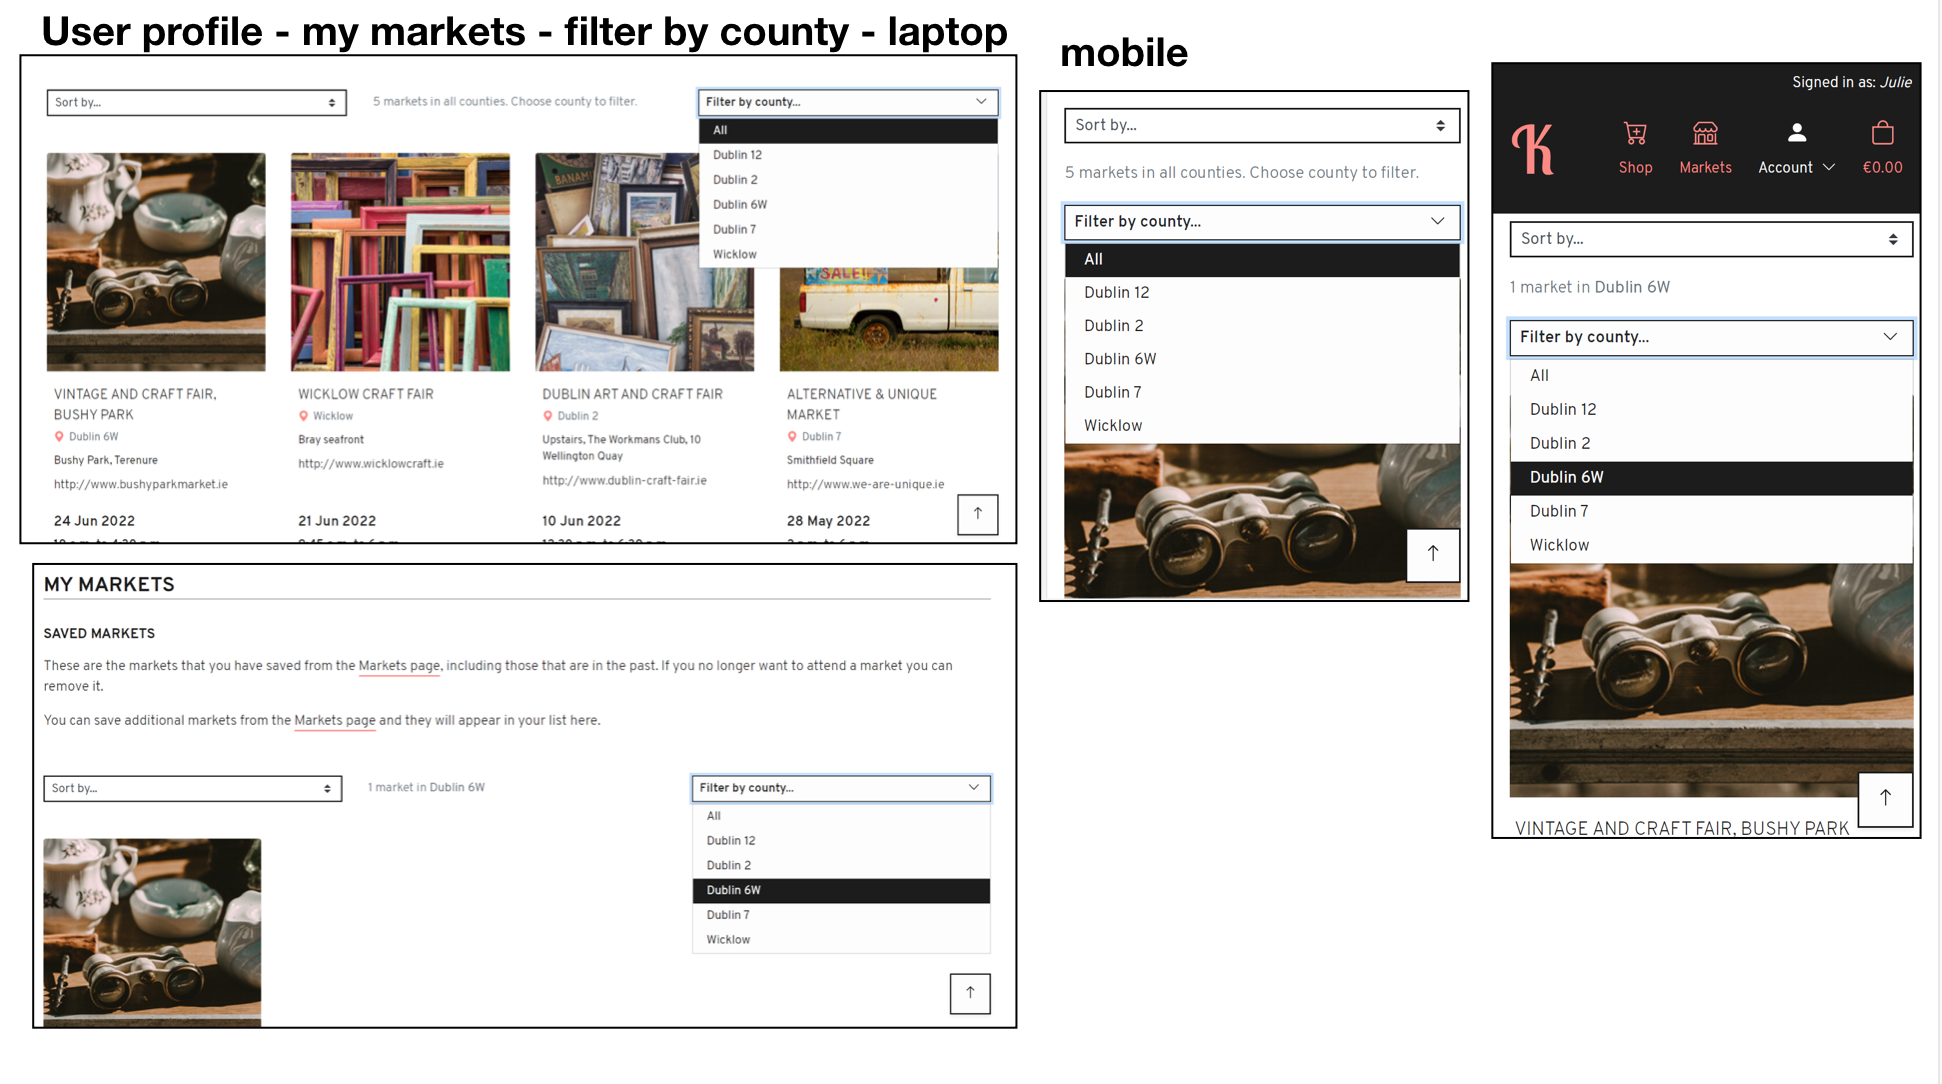 User profile - my markets - filter by county - laptop
Sort by...
5 markets in all counties. Choose county to filter.
Filter by county...
All
Dublin 12
Dublin 2
Dublin 6W
Dublin 7
Wicklow
BANAM
SALE!!
VINTAGE AND CRAFT FAIR,
BUSHY PARK
Dublin 6W
Bushy Park, Terenure
http://www.bushyparkmarket.ie
24 Jun 2022
WICKLOW CRAFT FAIR
Wicklow
Bray seafront
http://www.wicklowcraft.ie
21 Jun 2022
DUBLIN ART AND CRAFT FAIR
Dublin 2
Upstairs, The Workmans Club, 10
Wellington Quay
http://www.dublin-craft-fair.ie
10 Jun 2022
ALTERNATIVE & UNIQUE
MARKET
Dublin 7
Smithfield Square
http://www.we-are-unique.ie
28 May 2022
MY MARKETS
SAVED MARKETS
These are the markets that you have saved from the Markets page, including those that are in the past. If you no longer want to attend a market you can
remove it.
You can save additional markets from the Markets page and they will appear in your list here.
Sort by...
1 market in Dublin 6W
Filter by county...
All
Dublin 12
Dublin 2
Dublin 6W
Dublin 7
Wicklow
mobile
Sort by...
5 markets in all counties. Choose county to filter.
Filter by county...
All
Dublin 12
Dublin 2
Dublin 6W
Dublin 7
Wicklow
Signed in as: Julie
K
Shop
Markets
Account
€0.00
Sort by...
1 market in Dublin 6W
Filter by county...
All
Dublin 12
Dublin 2
Dublin 6W
Dublin 7
Wicklow
VINTAGE AND CRAFT FAIR, BUSHY PARK